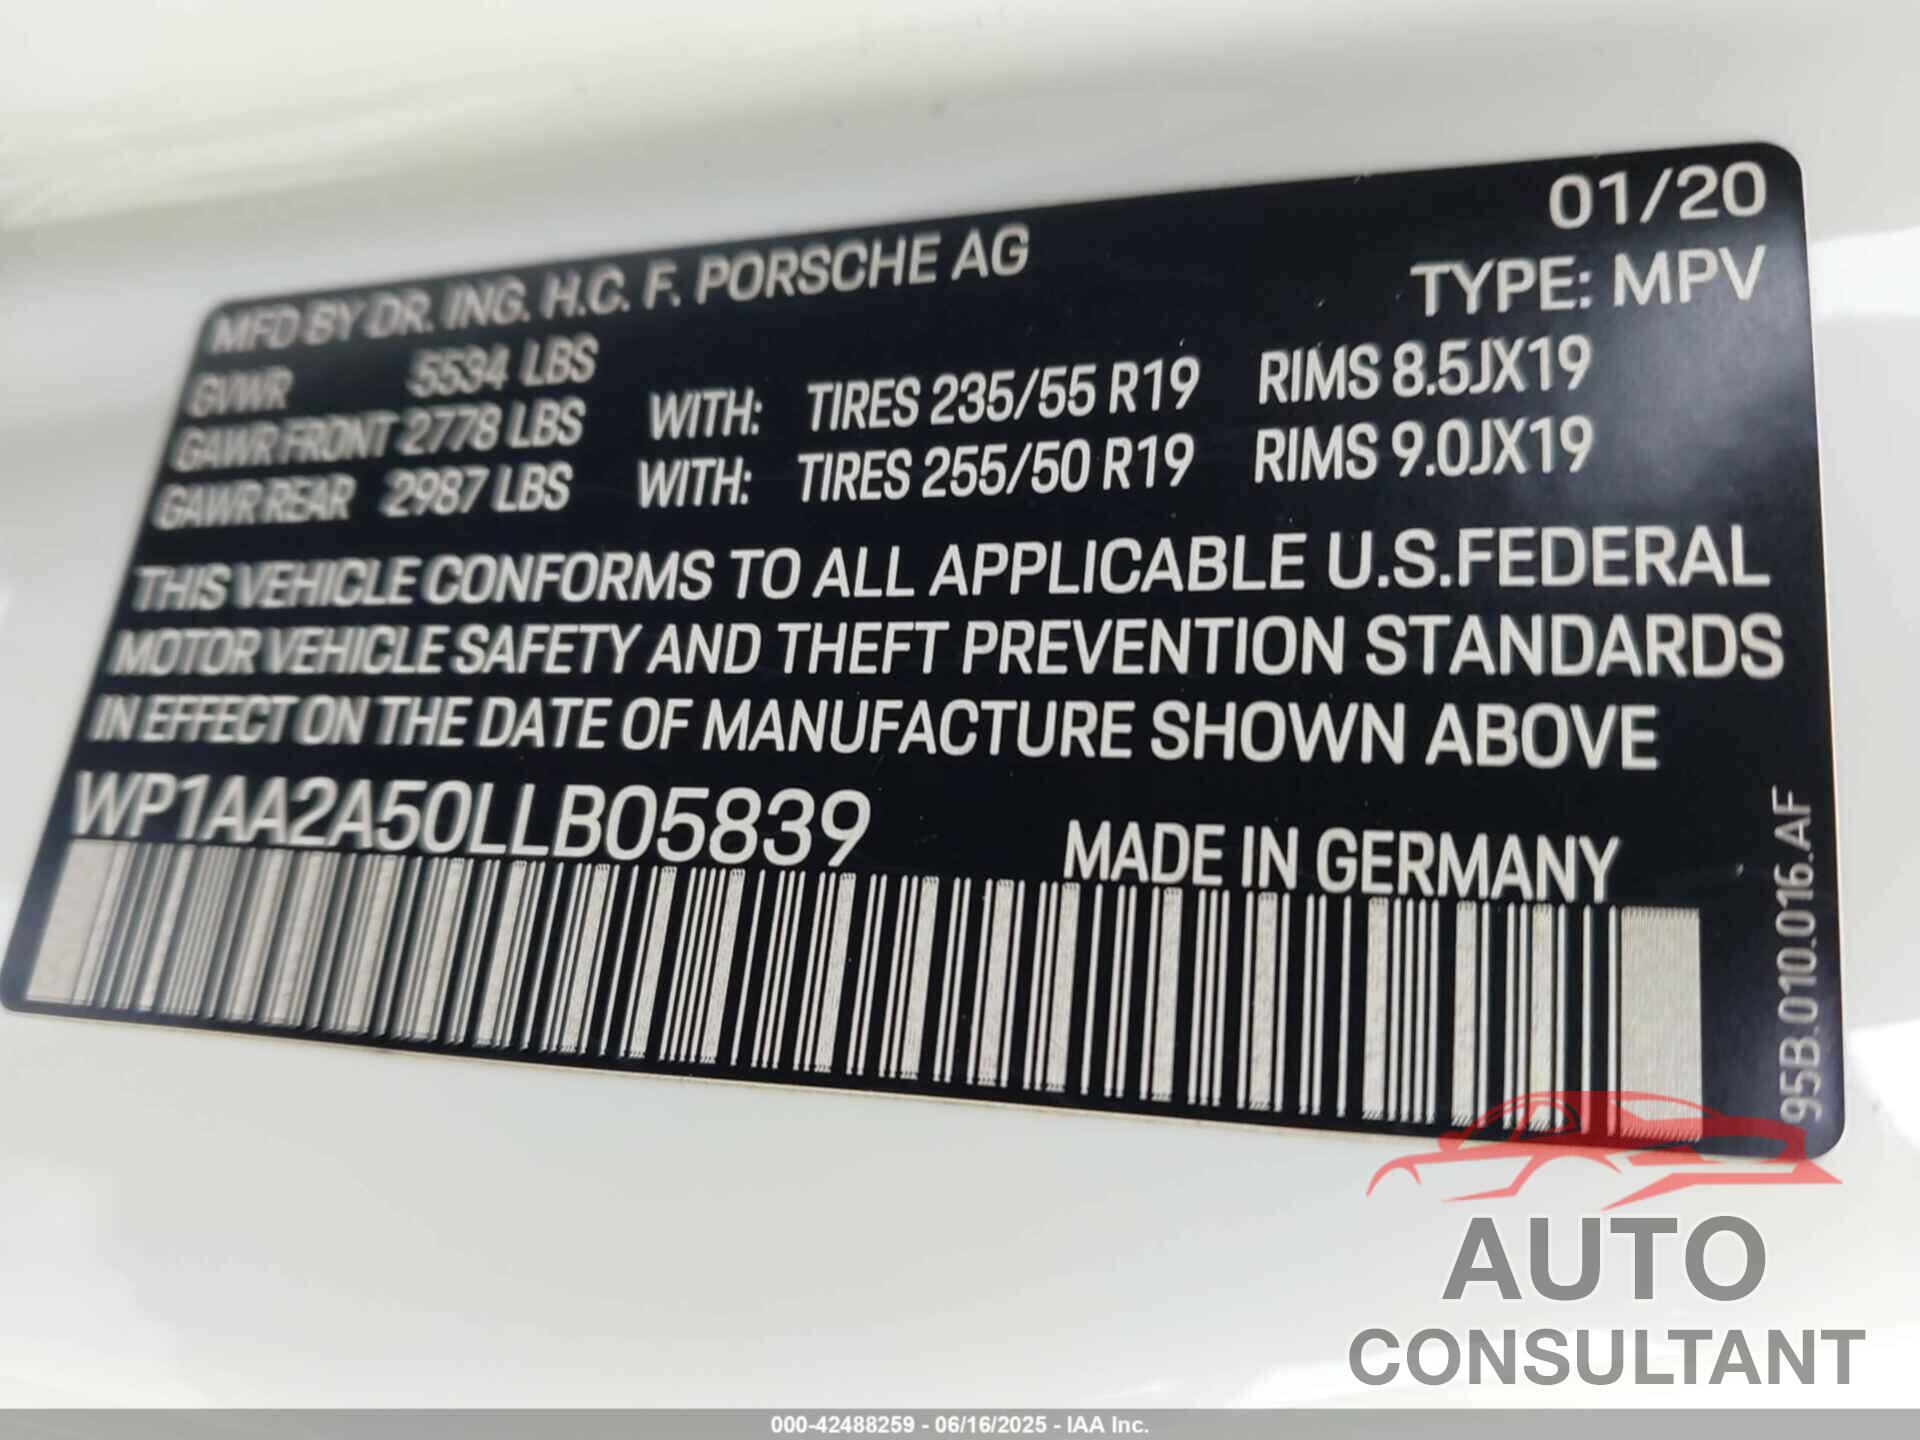 01/20
MFD BY DR. ING. H.C. F. PORSCHE AG
TYPE: MPV
GVWR 5534 LBS
GAWR FRONT 2778 LBS WITH: TIRES 235/55 R19 RIMS 8.5JX19
GAWR REAR 2987 LBS WITH: TIRES 255/50 R19 RIMS 9.0JX19
THIS VEHICLE CONFORMS TO ALL APPLICABLE U.S.FEDERAL
MOTOR VEHICLE SAFETY AND THEFT PREVENTION STANDARDS
IN EFFECT ON THE DATE OF MANUFACTURE SHOWN ABOVE
WP1AA2A50LLB05839
MADE IN GERMANY
95B.010.016.AF
AUTO
CONSULTANT
000-42488259 - 06/16/2025 - IAA Inc.